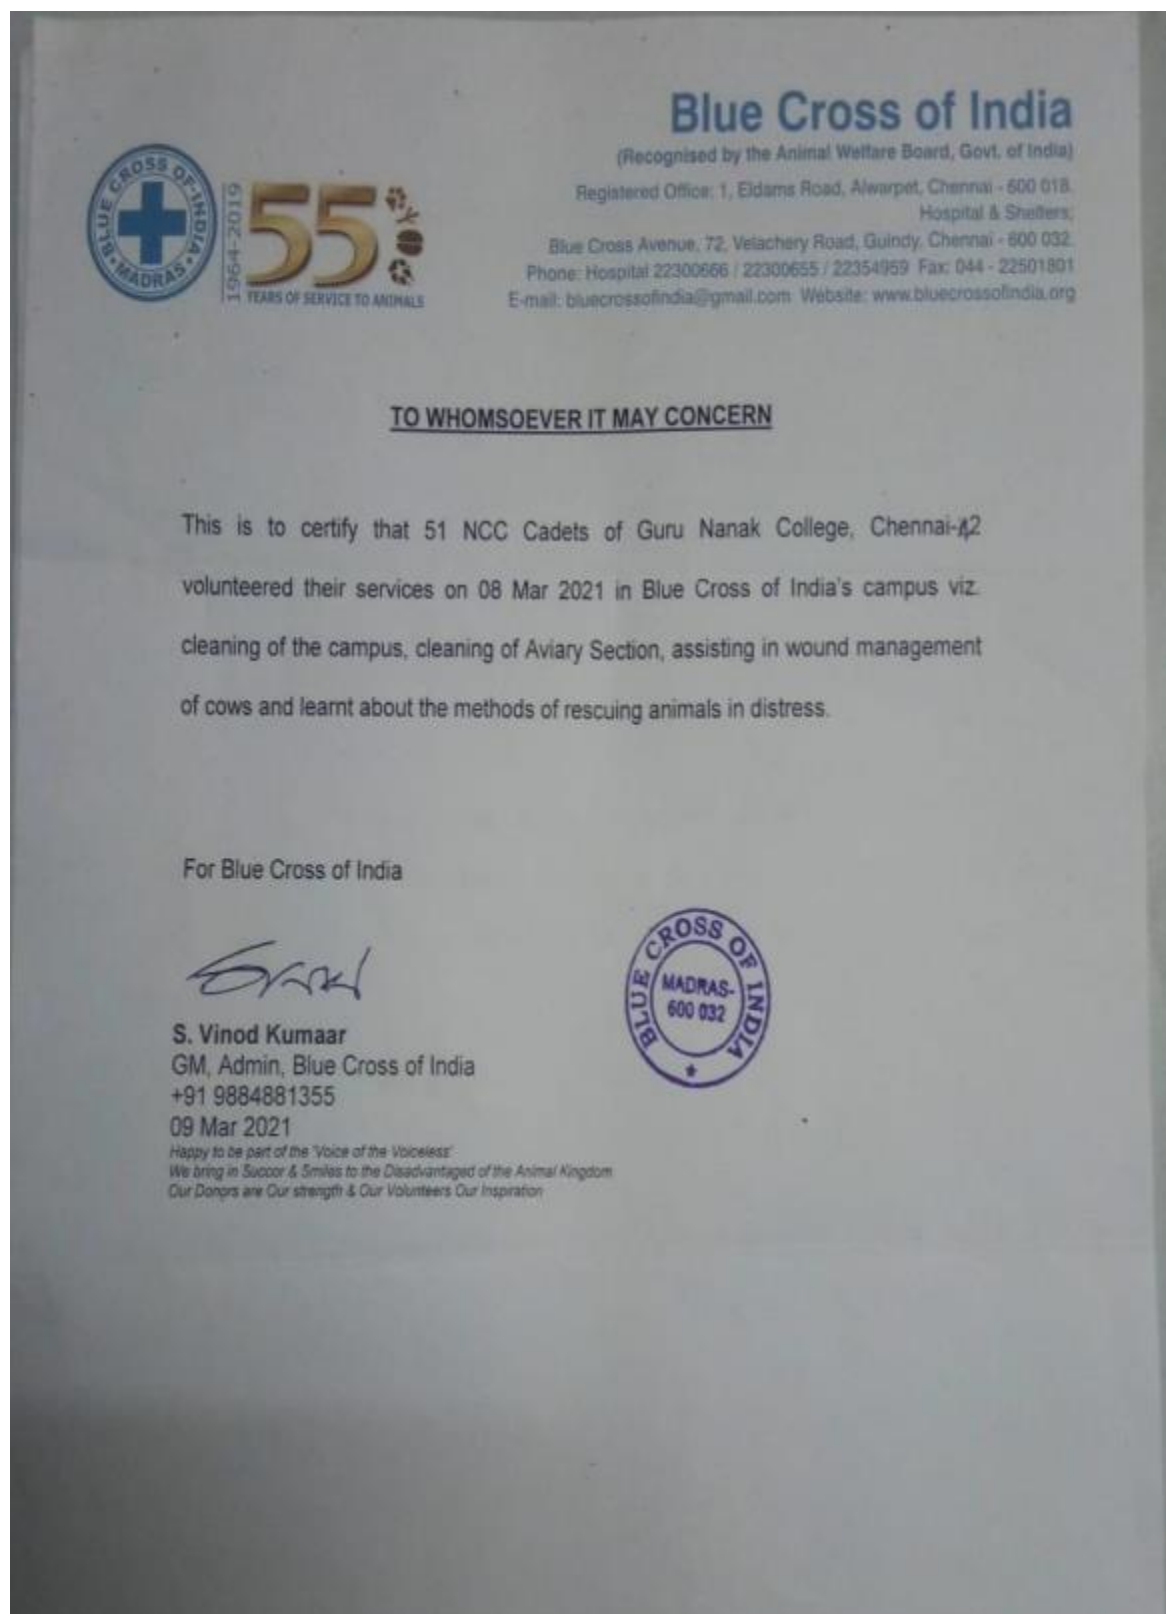 Blue Cross of India
(Recognised by the Animal Welfare Board, Govt. of India)
Registered Office: 1, Eldams Road, Alwarpet, Chennai - 600 018.
Hospital & Shelters;
Blue Cross Avenue, 72, Velachery Road, Guindy, Chennai - 600 032.
Phone: Hospital 22300666 / 22300655 / 22354959 Fax: 044 - 22501801
E-mail: bluecrossofindia@gmail.com Website: www.bluecrossofindia.org
BLUE CROSS OF INDIA
MADRAS
1964-2019
55
YEARS OF SERVICE TO ANIMALS
TO WHOMSOEVER IT MAY CONCERN
This is to certify that 51 NCC Cadets of Guru Nanak College, Chennai-42
volunteered their services on 08 Mar 2021 in Blue Cross of India's campus viz.
cleaning of the campus, cleaning of Aviary Section, assisting in wound management
of cows and learnt about the methods of rescuing animals in distress.
For Blue Cross of India
S. Vinod Kumaar
GM, Admin, Blue Cross of India
+91 9884881355
09 Mar 2021
Happy to be part of the 'Voice of the Voiceless'
We bring in Succor & Smiles to the Disadvantaged of the Animal Kingdom
Our Donors are Our strength & Our Volunteers Our Inspiration
BLUE CROSS OF INDIA
MADRAS-
600 032